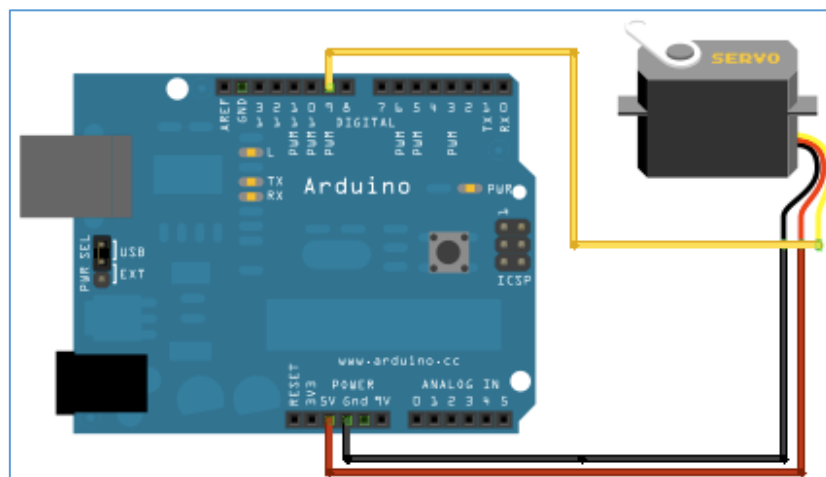 SERVO
AREF
GND
13
12
11
10
9
8
7
6
5
4
3
2
1
0
PWM
PWM
PWM
PWM
PWM
PWM
TX
RX
DIGITAL
L
TX
RX
Arduino
PWR
1
ICSP
PWR SEL
USB
EXT
www.arduino.cc
POWER
ANALOG IN
RESET
3V3
5V Gnd 9V
0 1 2 3 4 5